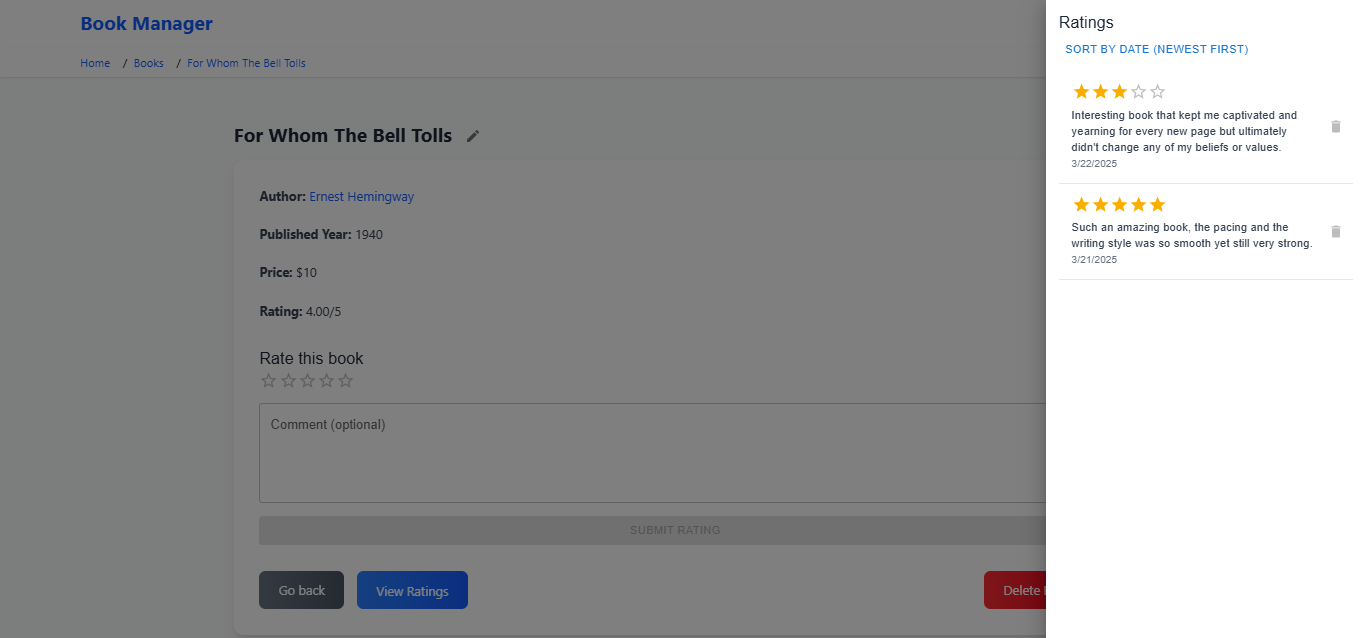 Book Manager
Home / Books / For Whom The Bell Tolls
For Whom The Bell Tolls
Author: Ernest Hemingway
Published Year: 1940
Price: $10
Rating: 4.00/5
Rate this book
Comment (optional)
SUBMIT RATING
Go back
View Ratings
Delete
Ratings
SORT BY DATE (NEWEST FIRST)
Interesting book that kept me captivated and
yearning for every new page but ultimately
didn't change any of my beliefs or values.
3/22/2025
Such an amazing book, the pacing and the
writing style was so smooth yet still very strong.
3/21/2025